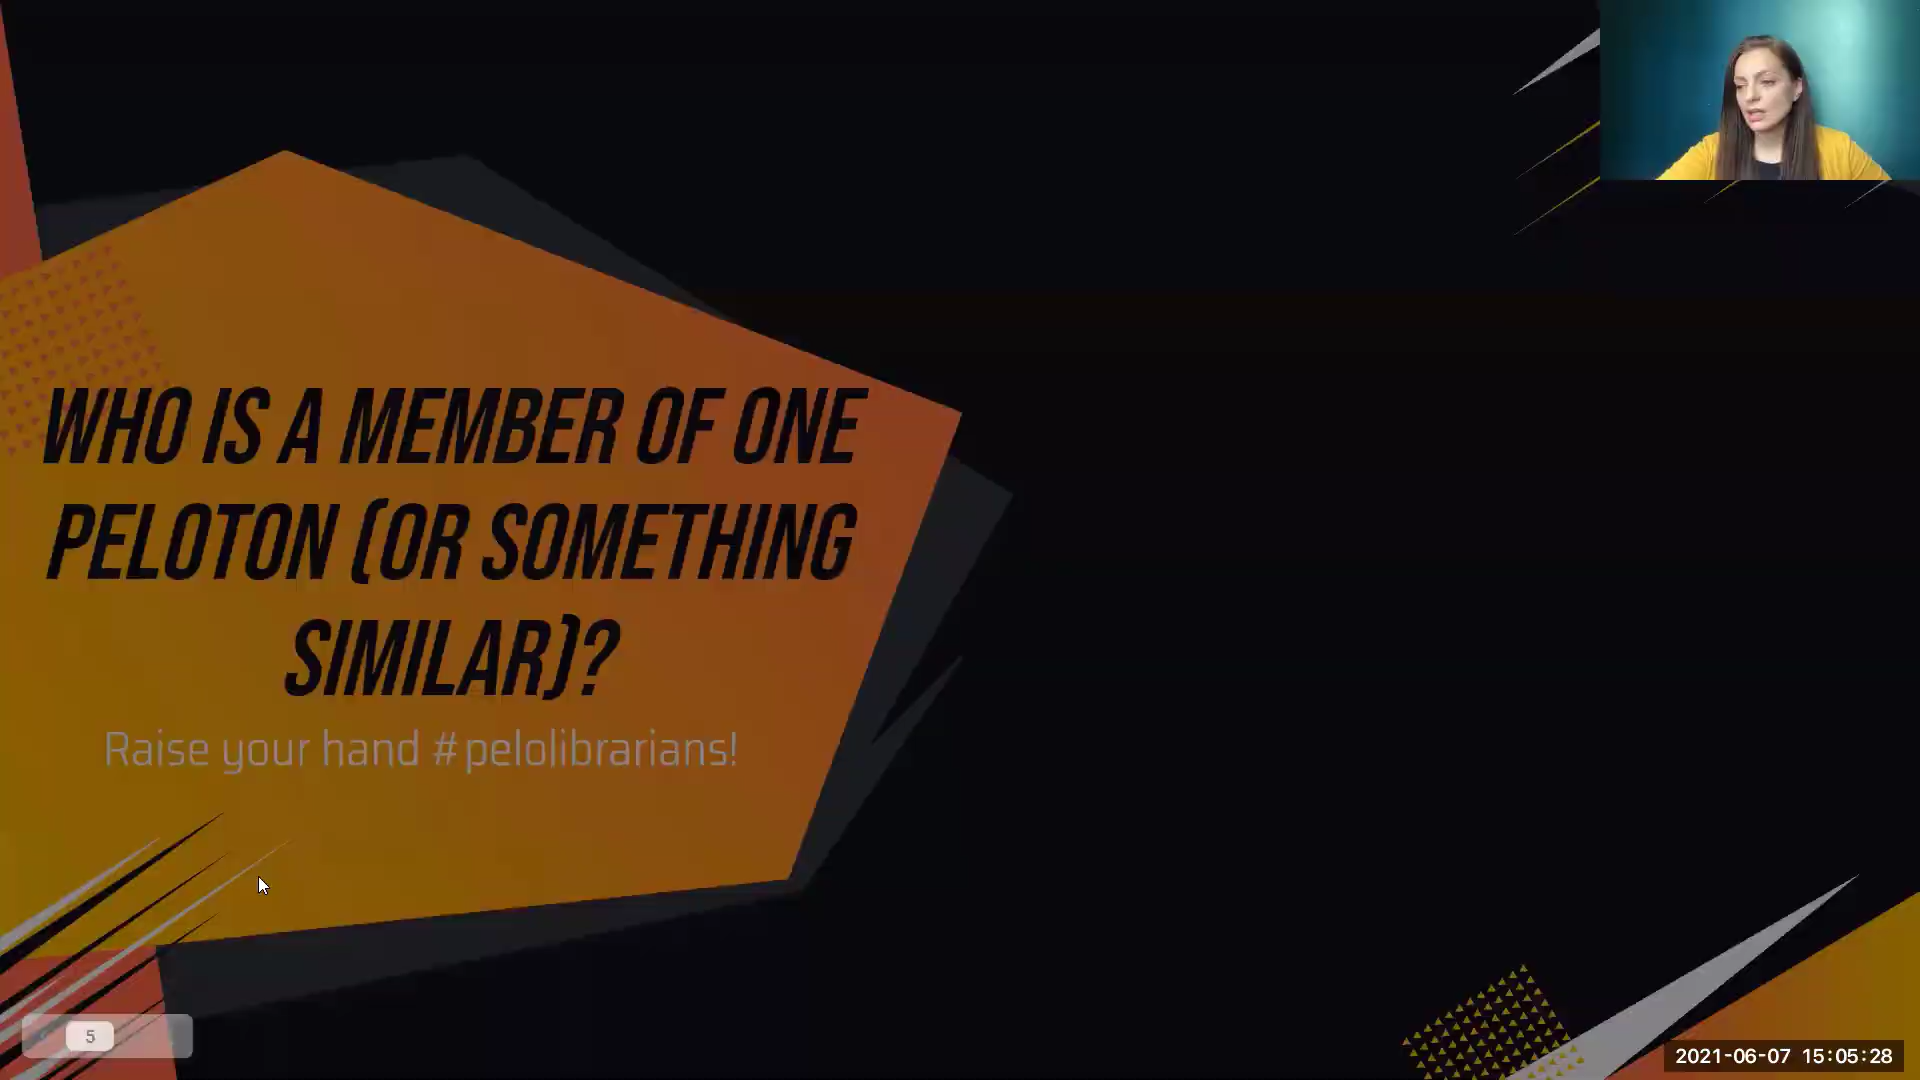 WHO IS A MEMBER OF ONE
PELOTON (OR SOMETHING
SIMILAR)?
Raise your hand #pelolibrarians!
5
2021-06-07 15:05:28